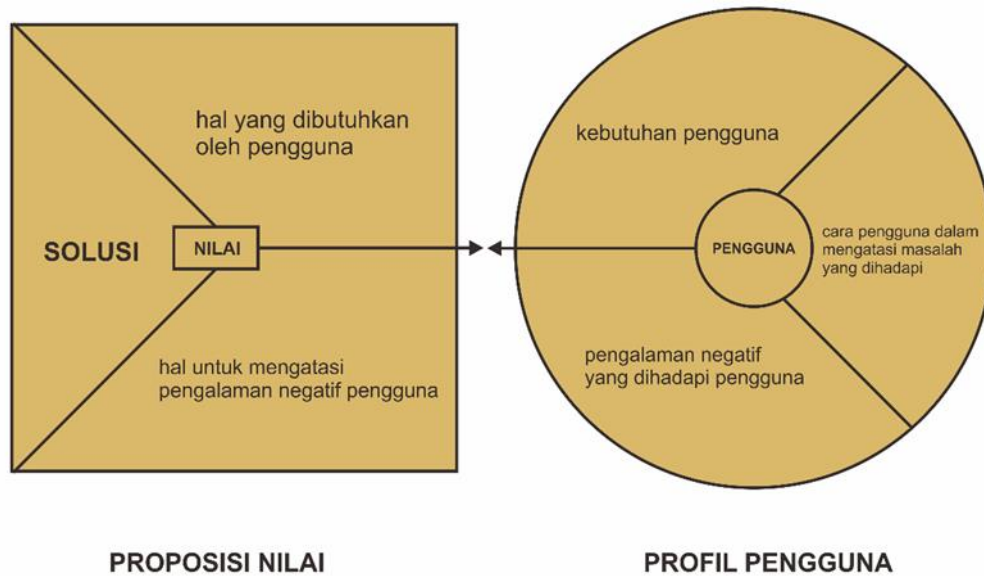 hal yang dibutuhkan
oleh pengguna
SOLUSI
NILAI
hal untuk mengatasi
pengalaman negatif pengguna
PROPOSISI NILAI
kebutuhan pengguna
PENGGUNA
cara pengguna dalam
mengatasi masalah
yang dihadapi
pengalaman negatif
yang dihadapi pengguna
PROFIL PENGGUNA